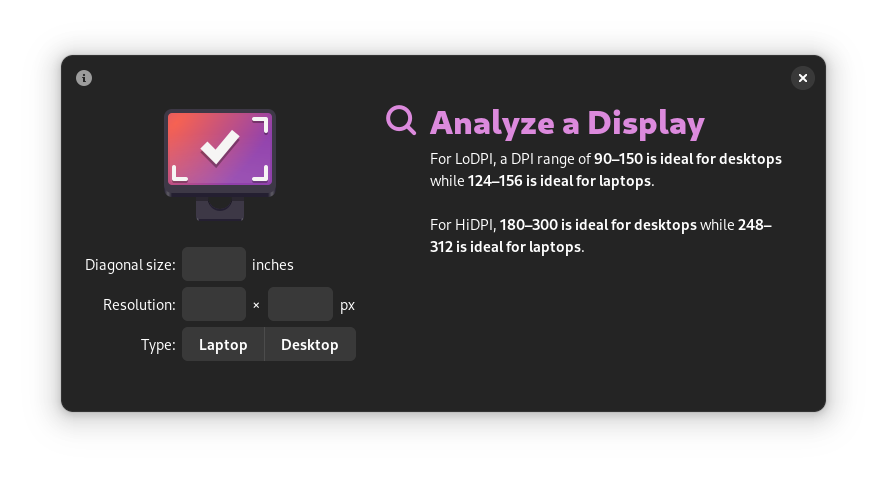 Analyze a Display
For LoDPI, a DPI range of 90–150 is ideal for desktops
while 124–156 is ideal for laptops.
For HiDPI, 180–300 is ideal for desktops while 248–
312 is ideal for laptops.
Diagonal size: inches
Resolution: × px
Type: Laptop Desktop